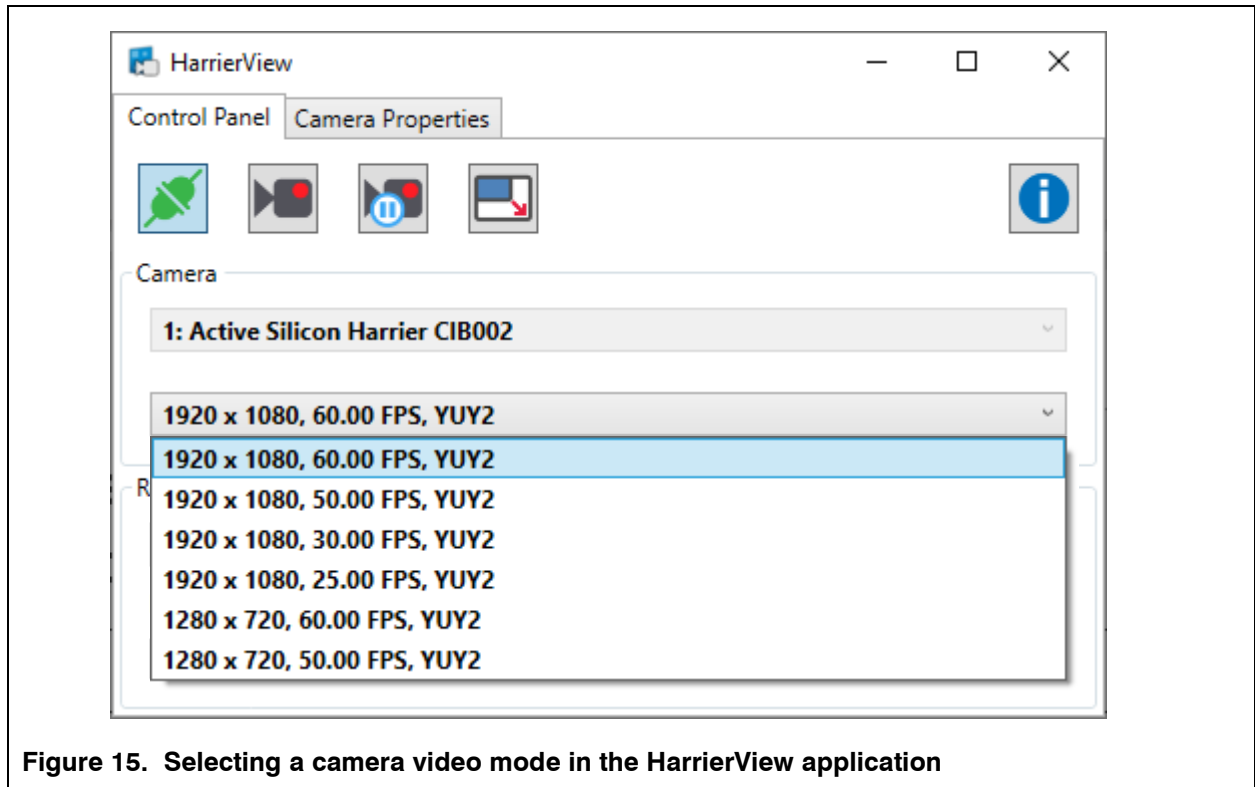 HarrierView
Control Panel Camera Properties
Camera
1: Active Silicon Harrier CIB002
1920 x 1080, 60.00 FPS, YUY2
1920 x 1080, 60.00 FPS, YUY2
R
1920 x 1080, 50.00 FPS, YUY2
1920 x 1080, 30.00 FPS, YUY2
1920 x 1080, 25.00 FPS, YUY2
1280 x 720, 60.00 FPS, YUY2
1280 x 720, 50.00 FPS, YUY2
Figure 15. Selecting a camera video mode in the HarrierView application